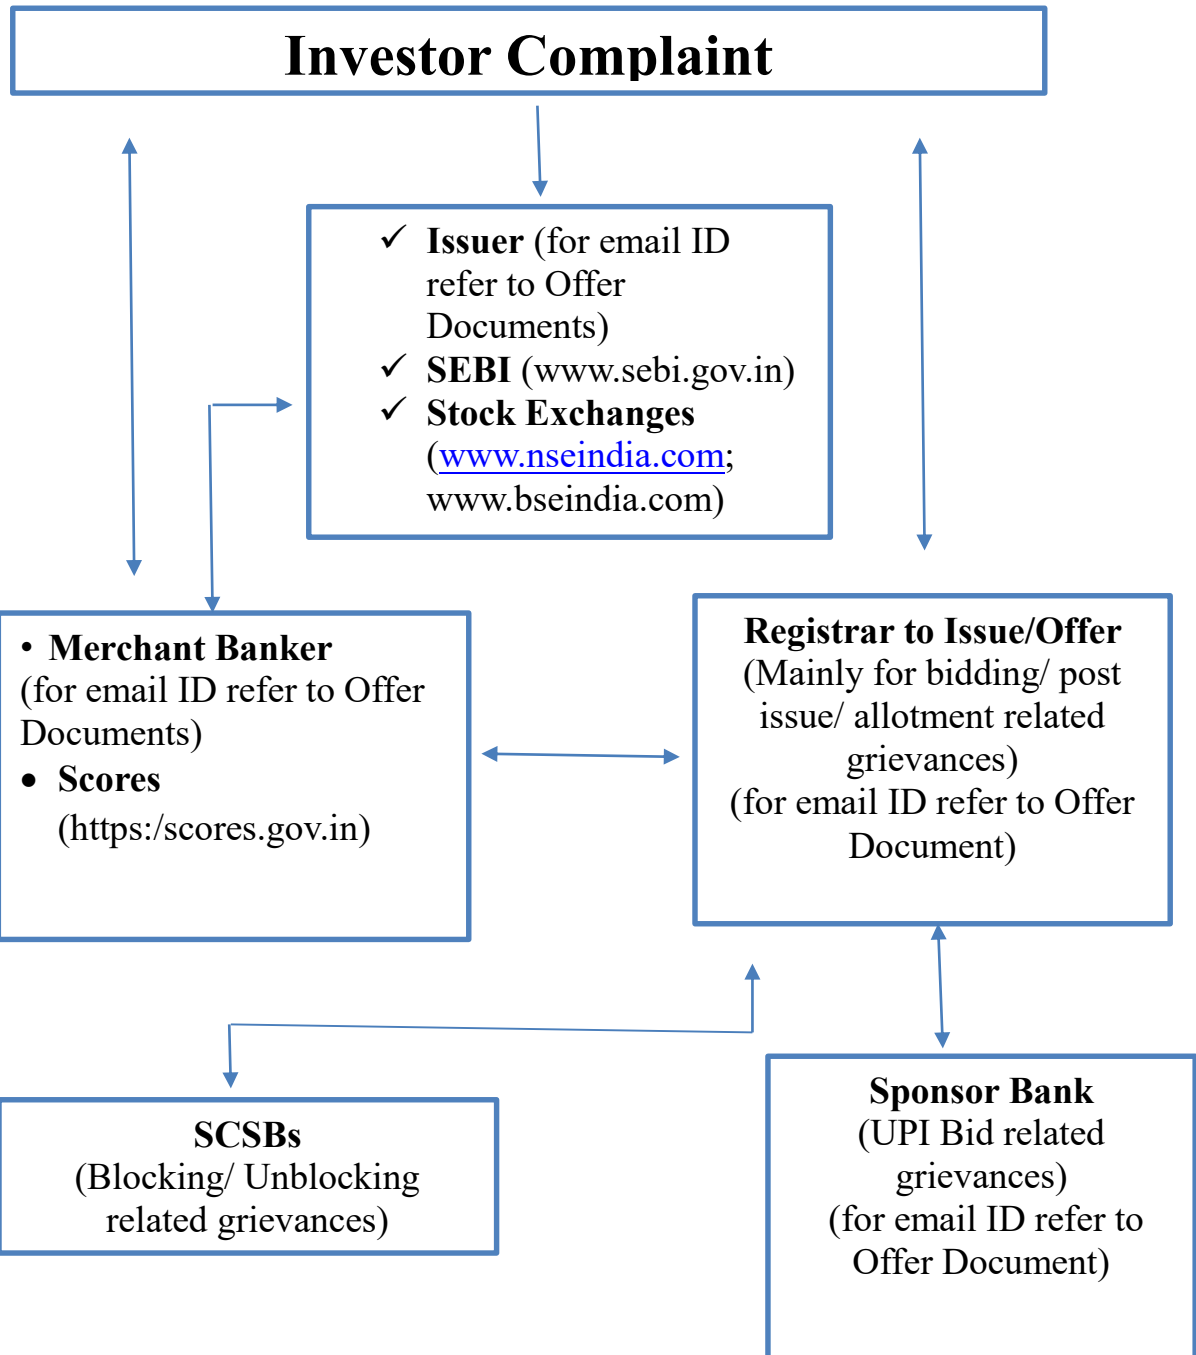 Investor Complaint
✓ Issuer (for email ID
refer to Offer
Documents)
✓ SEBI (www.sebi.gov.in)
✓ Stock Exchanges
(www.nseindia.com;
www.bseindia.com)
• Merchant Banker
(for email ID refer to Offer
Documents)
• Scores
(https:/scores.gov.in)
Registrar to Issue/Offer
(Mainly for bidding/ post
issue/ allotment related
grievances)
(for email ID refer to Offer
Document)
SCSBs
(Blocking/ Unblocking
related grievances)
Sponsor Bank
(UPI Bid related
grievances)
(for email ID refer to
Offer Document)